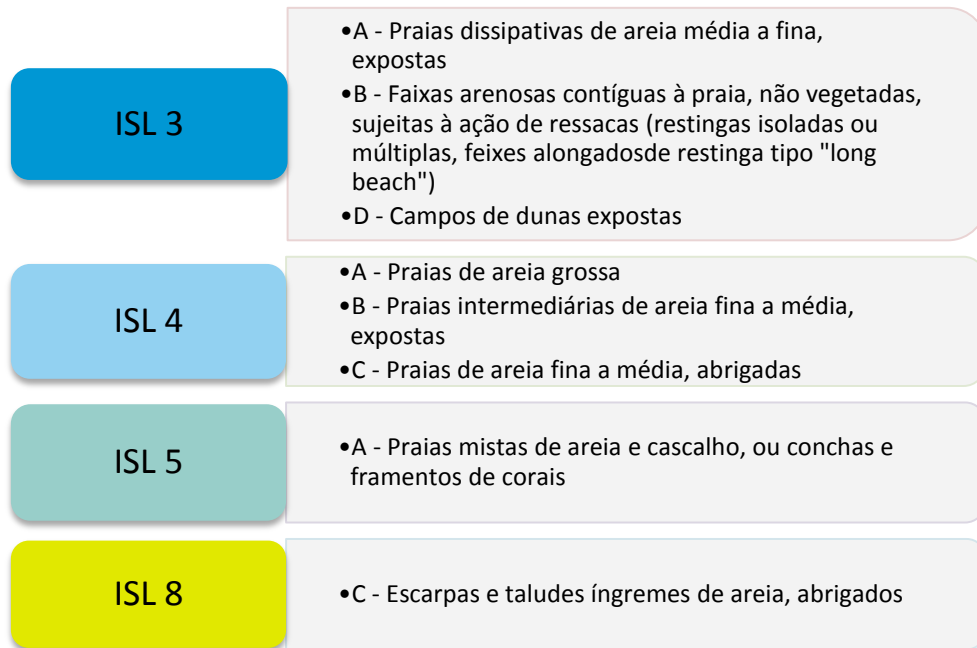 ISL 3
•A - Praias dissipativas de areia média a fina,
expostas
•B - Faixas arenosas contíguas à praia, não vegetadas,
sujeitas à ação de ressacas (restingas isoladas ou
múltiplas, feixes alongadosde restinga tipo "long
beach")
•D - Campos de dunas expostas
ISL 4
•A - Praias de areia grossa
•B - Praias intermediárias de areia fina a média,
expostas
•C - Praias de areia fina a média, abrigadas
ISL 5
•A - Praias mistas de areia e cascalho, ou conchas e
framentos de corais
ISL 8
•C - Escarpas e taludes íngremes de areia, abrigados